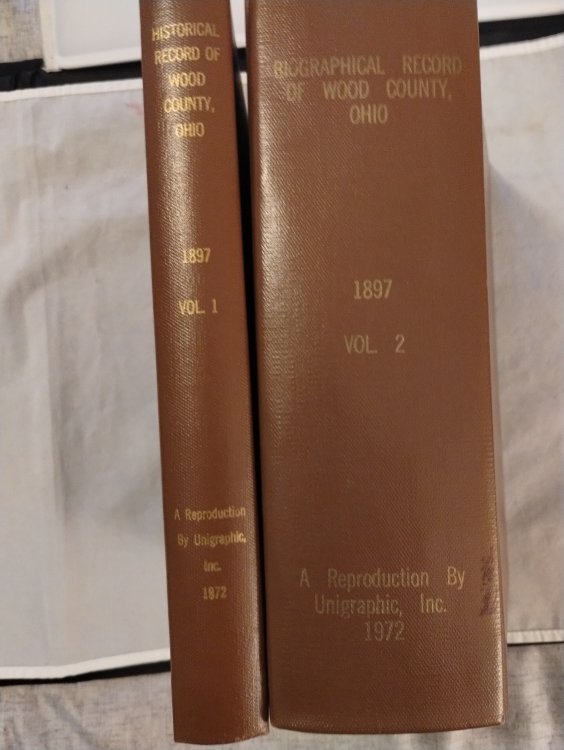 HISTORICAL
RECORD OF
WOOD
COUNTY,
OHIO
1897
VOL. 1
A Reproduction
By Unigraphic,
Inc.
1872
BIOGRAPHICAL RECORD
OF WOOD COUNTY,
OHIO
1897
VOL. 2
A Reproduction By
Unigraphic, Inc.
1972